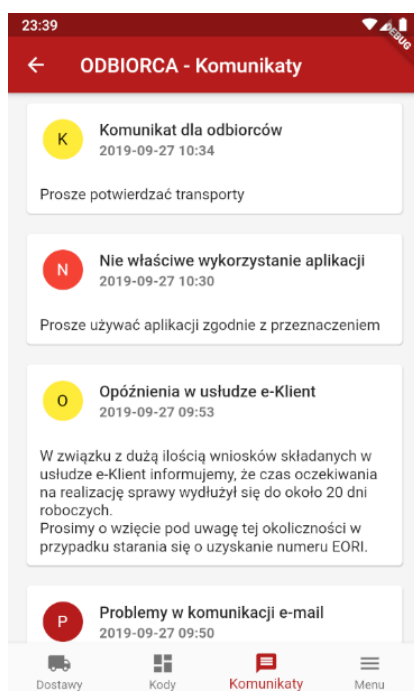 23:39
DEBUG
ODBIORCA - Komunikaty
K
Komunikat dla odbiorców
2019-09-27 10:34
Prosze potwierdzać transporty
N
Nie właściwe wykorzystanie aplikacji
2019-09-27 10:30
Prosze używać aplikacji zgodnie z przeznaczeniem
O
Opóźnienia w usłudze e-Klient
2019-09-27 09:53
W związku z dużą ilością wniosków składanych w
usłudze e-Klient informujemy, że czas oczekiwania
na realizację sprawy wydłużył się do około 20 dni
roboczych.
Prosimy o wzięcie pod uwagę tej okoliczności w
przypadku starania się o uzyskanie numeru EORI.
P
Problemy w komunikacji e-mail
2019-09-27 09:50
Dostawy
Kody
Komunikaty
Menu